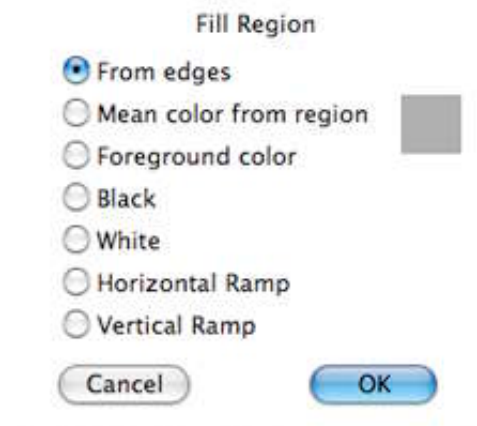 Fill Region
From edges
Mean color from region
Foreground color
Black
White
Horizontal Ramp
Vertical Ramp
Cancel OK